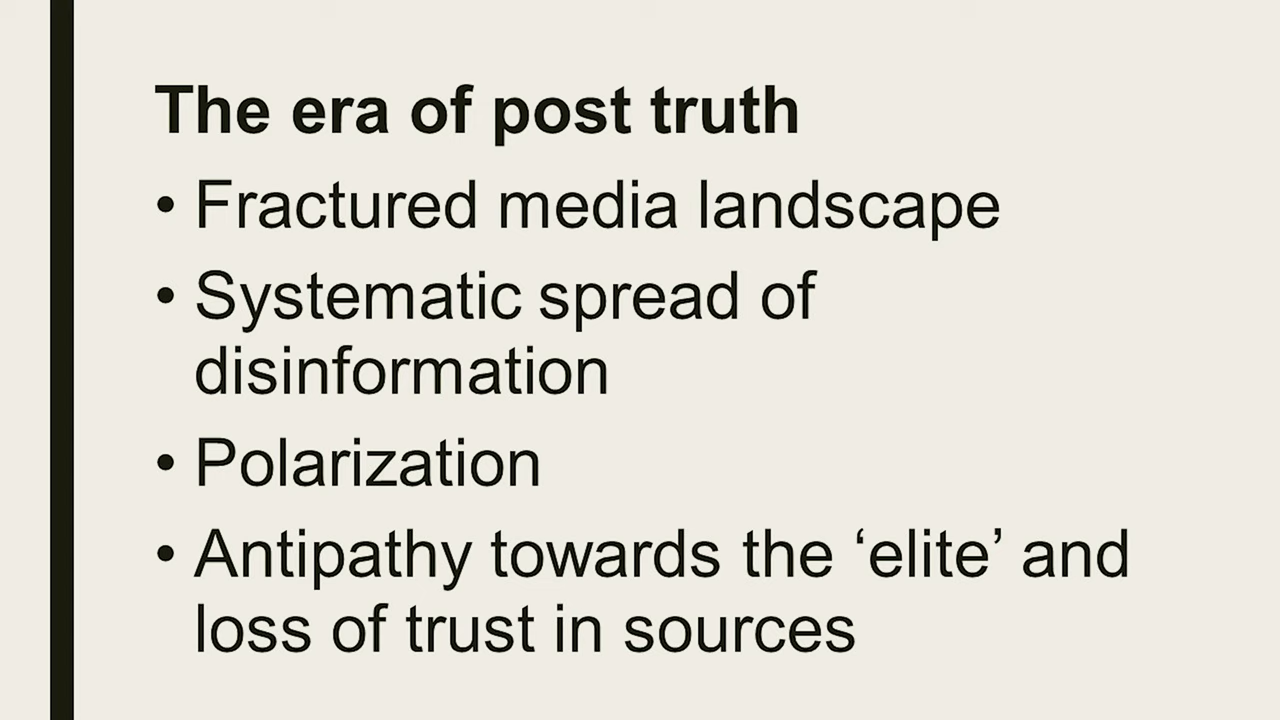 The era of post truth
• Fractured media landscape
• Systematic spread of
disinformation
• Polarization
• Antipathy towards the ‘elite’ and
loss of trust in sources